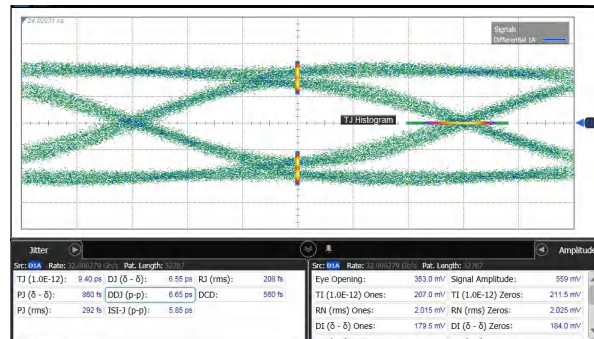 24.02031 ns
Signals
Differential 1A
TJ Histogram
Jitter
Amplitude
Src: D1A Rate: 32.000279 Gb/s Pat. Length: 32767
Src: D1A Rate: 32.000279 Gb/s Pat. Length: 32767
TJ (1.0E-12): 9.40 ps DJ (δ - δ): 6.55 ps RJ (rms): 208 fs
Eye Opening: 353.0 mV Signal Amplitude: 559 mV
PJ (δ - δ): 860 fs DDJ (p-p): 6.65 ps DCD: 560 fs
TI (1.0E-12) Ones: 207.0 mV TI (1.0E-12) Zeros: 211.5 mV
PJ (rms): 292 fs ISI-J (p-p): 5.85 ps
RN (rms) Ones: 2.015 mV RN (rms) Zeros: 2.025 mV
DI (δ - δ) Ones: 179.5 mV DI (δ - δ) Zeros: 184.0 mV